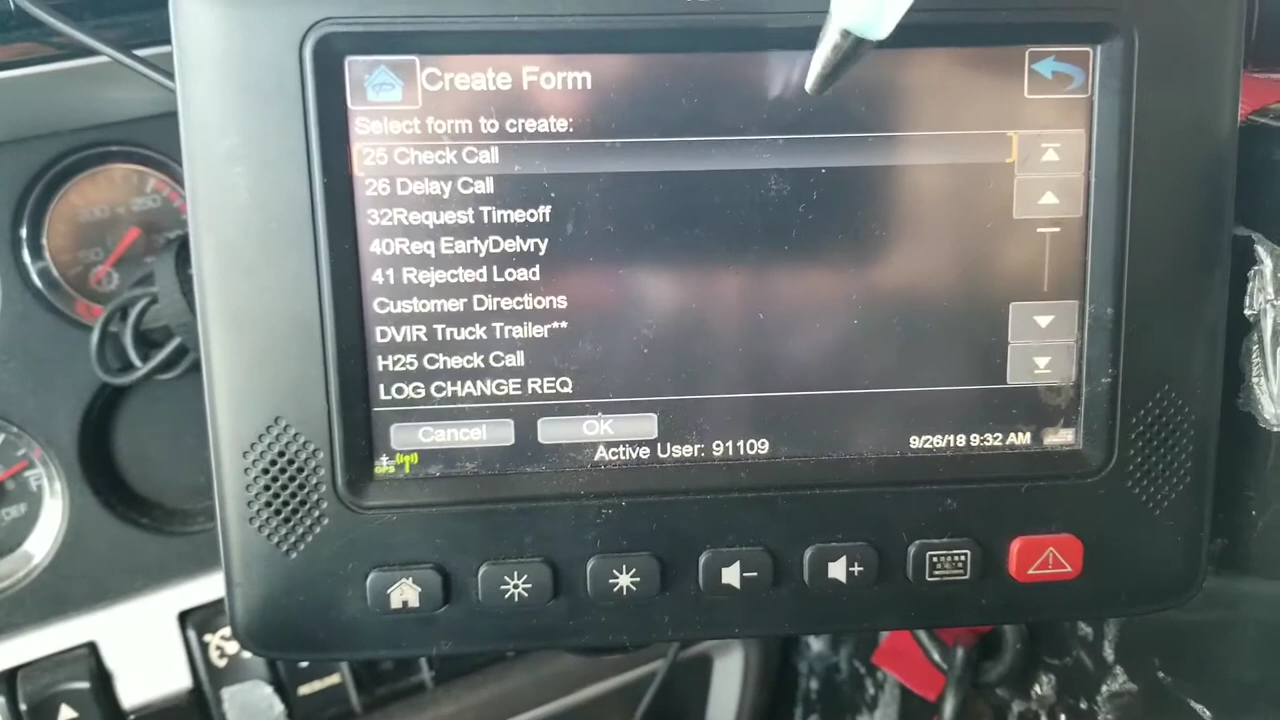 Create Form
Select form to create:
25 Check Call
26 Delay Call
32Request Timeoff
40Req EarlyDelvry
41 Rejected Load
Customer Directions
DVIR Truck Trailer**
H25 Check Call
LOG CHANGE REQ
Cancel
OK
Active User: 91109
9/26/18 9:32 AM
GPS
DEF